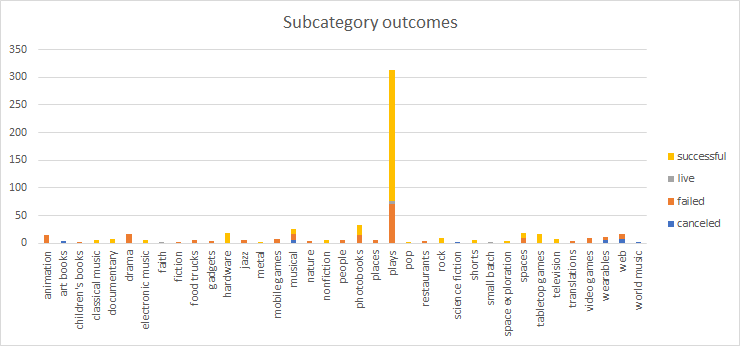 Subcategory outcomes
350
300
250
200
150
100
50
0
animation
art books
children's books
classical music
documentary
drama
electronic music
faith
fiction
food trucks
gadgets
hardware
jazz
metal
mobile games
musical
nature
nonfiction
people
photobooks
places
plays
pop
restaurants
rock
science fiction
shorts
small batch
space exploration
spaces
tabletop games
television
translations
video games
wearables
web
world music
successful
live
failed
canceled